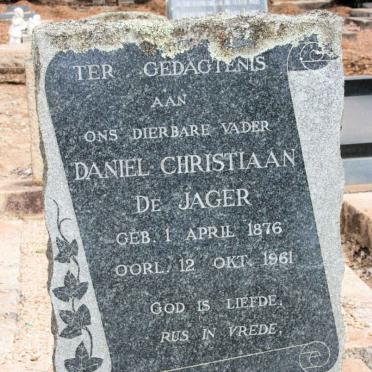 TER GEDAGTENIS
AAN
ONS DIERBARE VADER
DANIEL CHRISTIAAN
DE JAGER
GEB. 1 APRIL 1876
OORL. 12 OKT. 1961
GOD IS LIEFDE,
RUS IN VREDE,